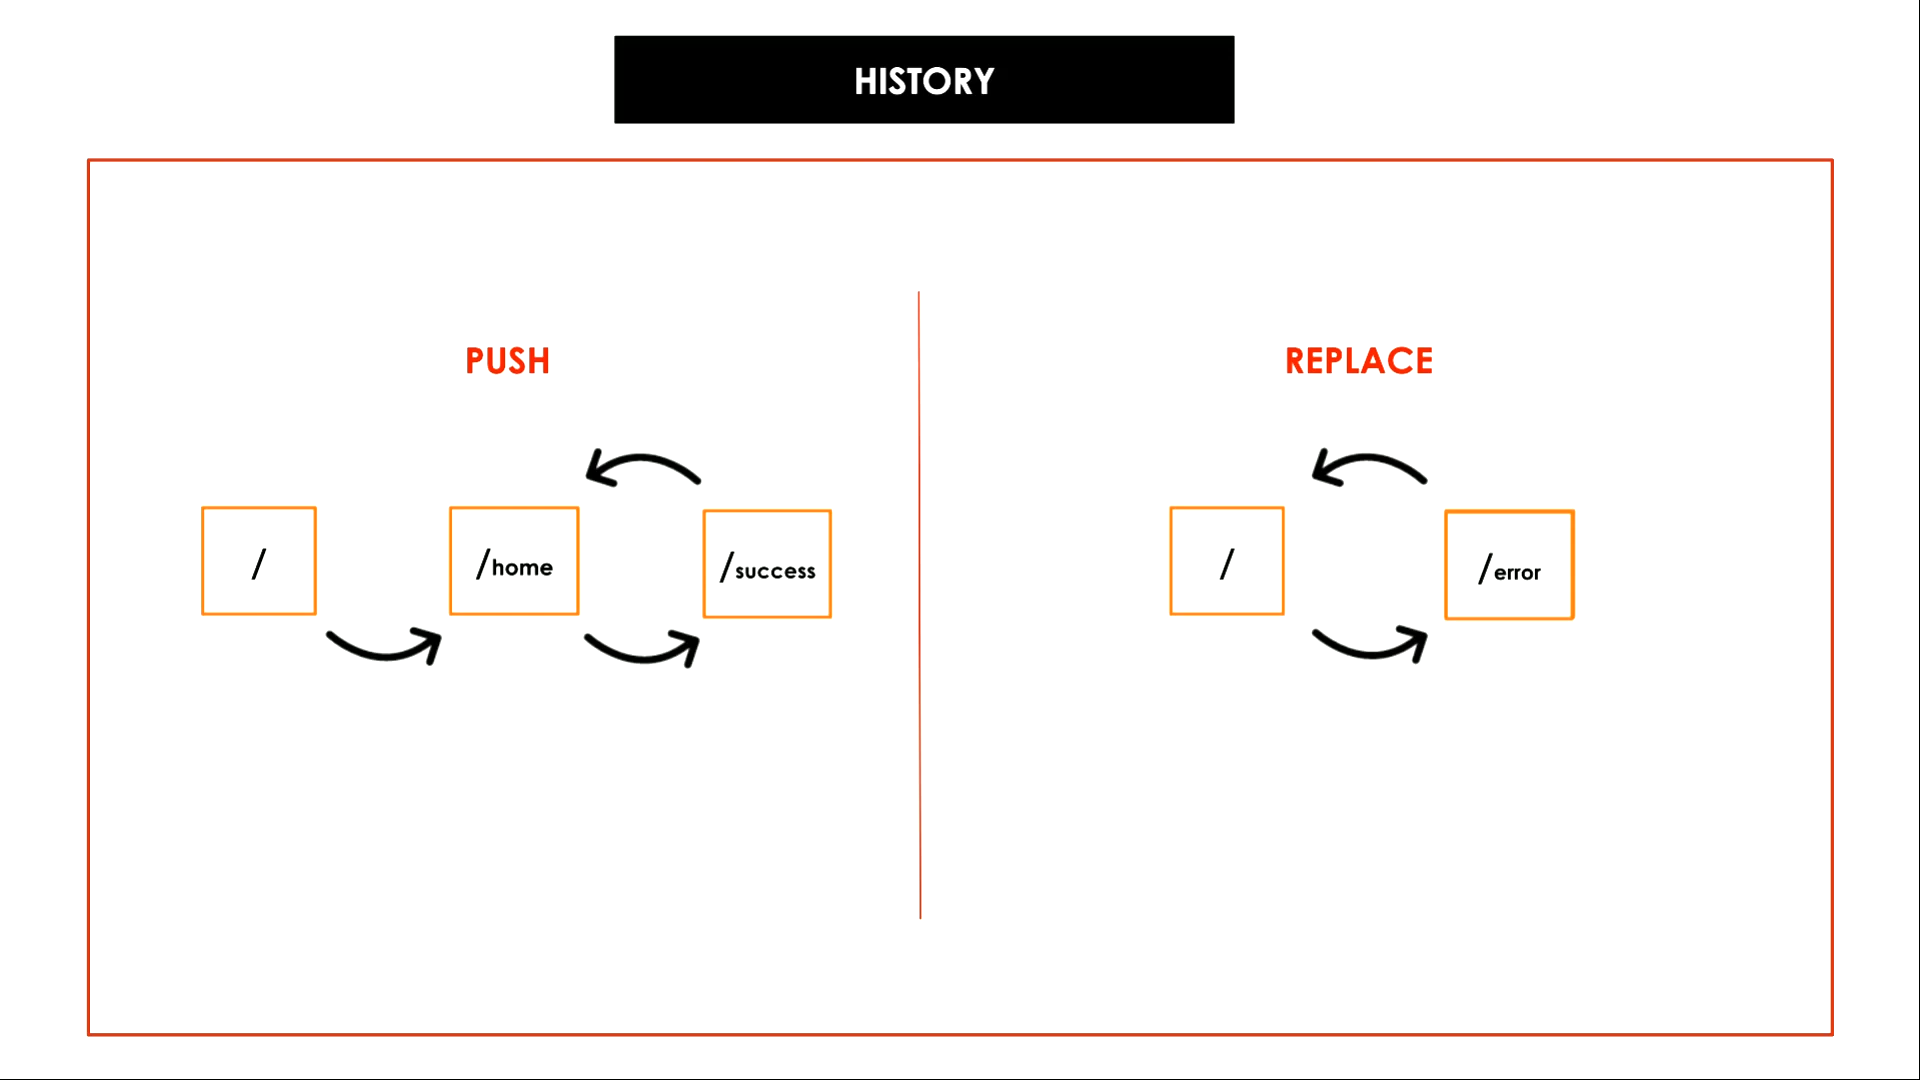 HISTORY
PUSH
REPLACE
/
/home
/success
/
/error